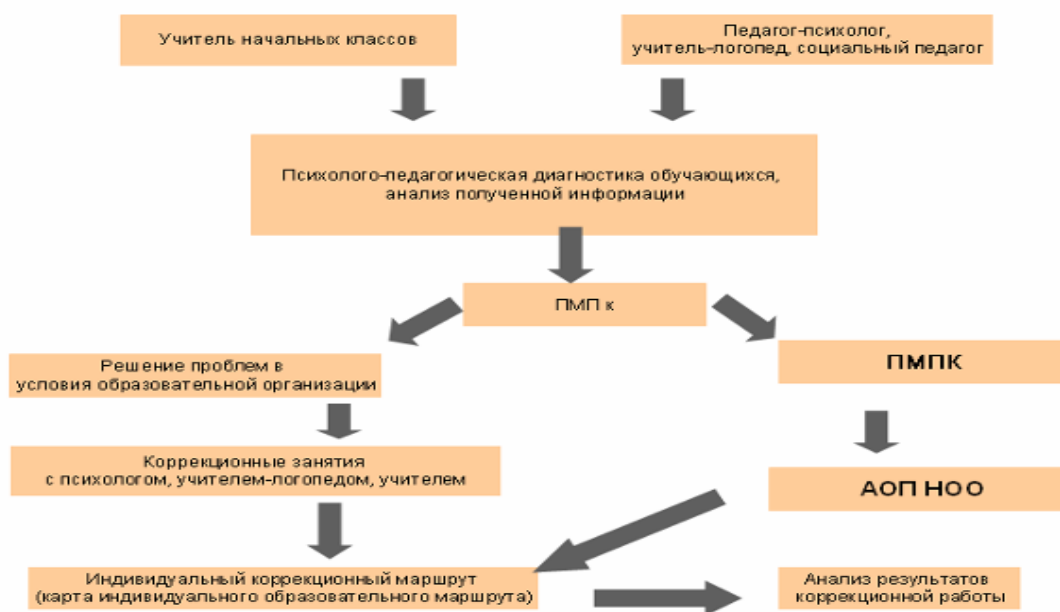 Учитель начальных классов
Педагог-психолог,
учитель-логопед, социальный педагог
Психолого-педагогическая диагностика обучающихся,
анализ полученной информации
ПМП к
Решение проблем в
условия образовательной организации
ПМПК
Коррекционные занятия
с психологом, учителем-логопедом, учителем
АОП НОО
Индивидуальный коррекционный маршрут
(карта индивидуального образовательного маршрута)
Анализ результатов
коррекционной работы